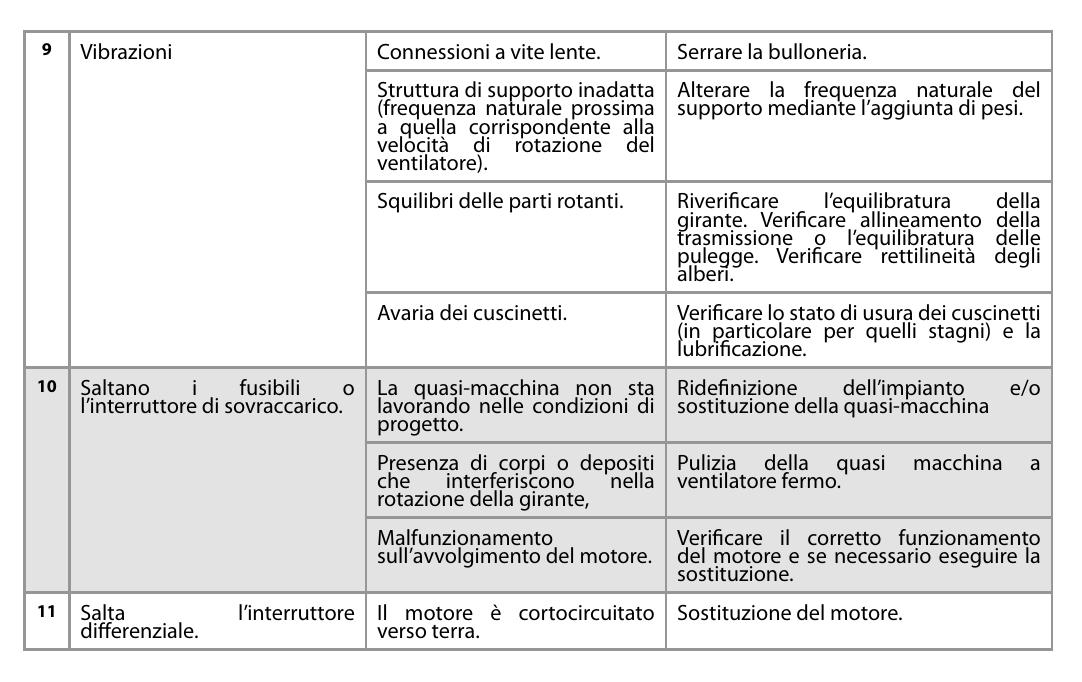 9 Vibrazioni
Connessioni a vite lente.
Serrare la bulloneria.
Struttura di supporto inadatta
(frequenza naturale prossima
a quella corrispondente alla
velocità di rotazione del
ventilatore).
Alterare la frequenza naturale del
supporto mediante l’aggiunta di pesi.
Squilibri delle parti rotanti.
Riverificare l’equilibratura della
girante. Verificare allineamento della
trasmissione o l’equilibratura delle
pulegge. Verificare rettilineità degli
alberi.
Avaria dei cuscinetti.
Verificare lo stato di usura dei cuscinetti
(in particolare per quelli stagni) e la
lubrificazione.
10 Saltano i fusibili o
l’interruttore di sovraccarico.
La quasi-macchina non sta
lavorando nelle condizioni di
progetto.
Ridefinizione dell’impianto e/o
sostituzione della quasi-macchina
Presenza di corpi o depositi
che interferiscono nella
rotazione della girante,
Pulizia della quasi macchina a
ventilatore fermo.
Malfunzionamento
sull’avvolgimento del motore.
Verificare il corretto funzionamento
del motore e se necessario eseguire la
sostituzione.
11 Salta l’interruttore
differenziale.
Il motore è cortocircuitato
verso terra.
Sostituzione del motore.